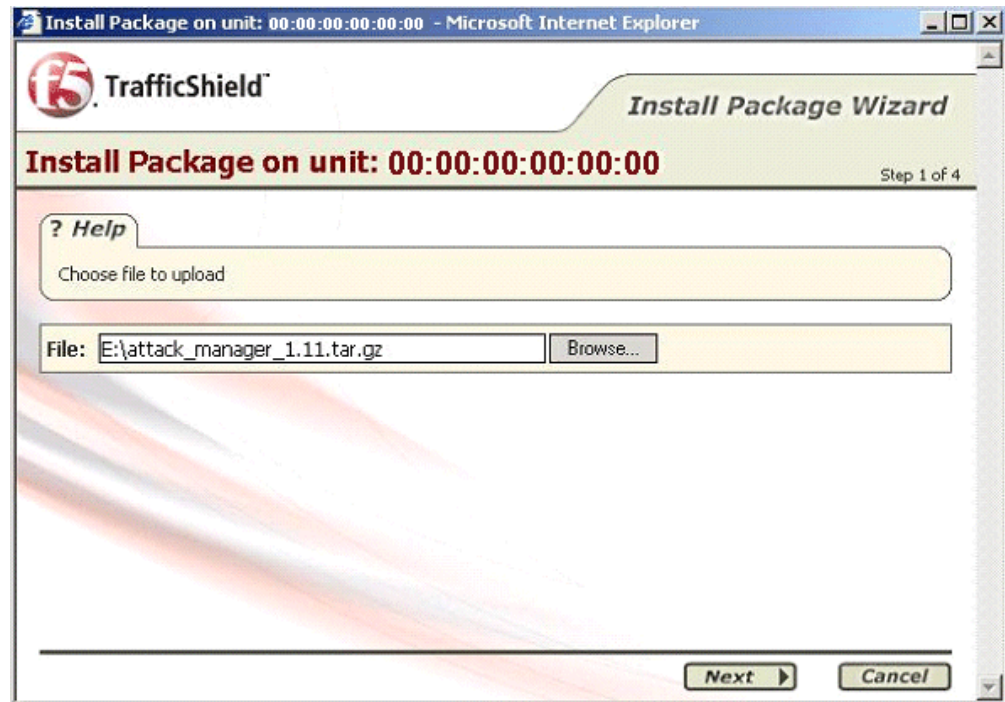 Install Package on unit: 00:00:00:00:00:00 - Microsoft Internet Explorer
f5 TrafficShield™
Install Package Wizard
Install Package on unit: 00:00:00:00:00:00
Step 1 of 4
? Help
Choose file to upload
File: E:\attack_manager_1.11.tar.gz Browse...
Next Cancel